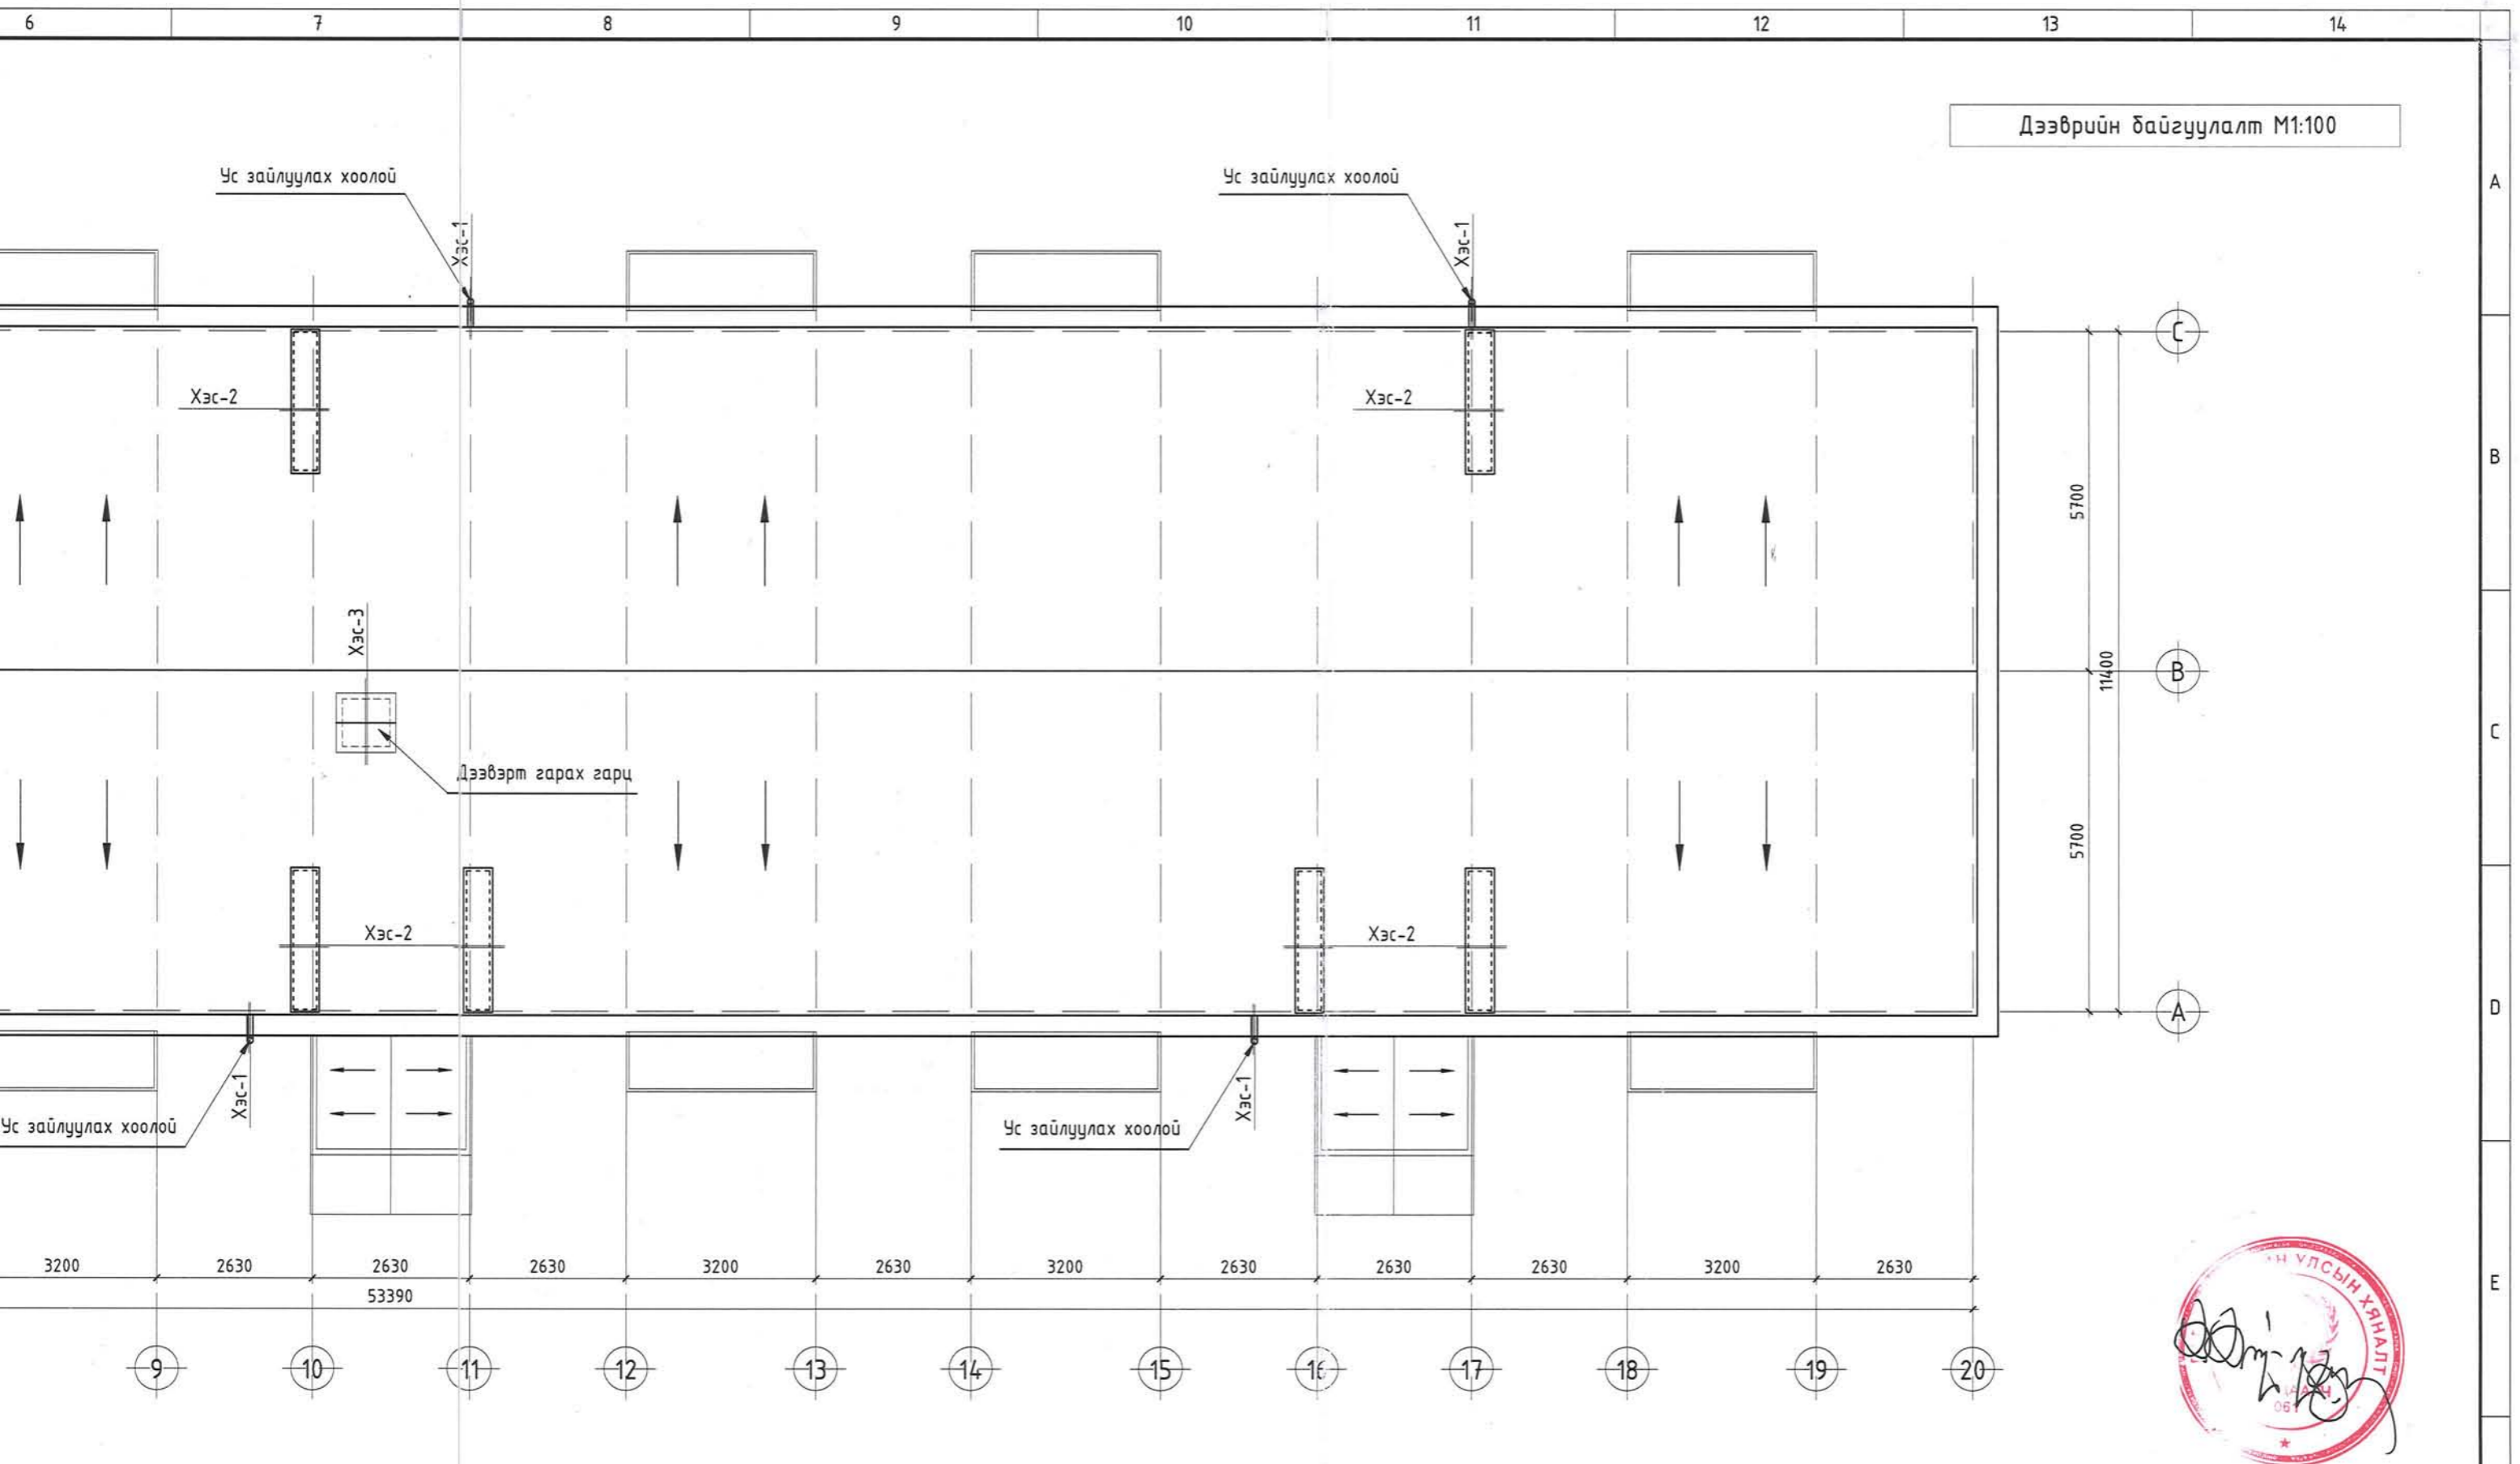 6 7 8 9 10 11 12 13 14
Дээврийн байгуулалт М1:100
Ус зайлуулах хоолой
Ус зайлуулах хоолой
A
Хэс-1
Хэс-1
C
Хэс-2
Хэс-2
B
5700
Хэс-3
11400
B
C
Дээвэрт гарах гарц
5700
Хэс-2
Хэс-2
A
D
Хэс-1
Хэс-1
Ус зайлуулах хоолой
Ус зайлуулах хоолой
3200 2630 2630 2630 3200 2630 3200 2630 2630 2630 3200 2630
E
53390
9 10 11 12 13 14 15 16 17 18 19 20
УЛСЫН ХЯНАЛТ
061